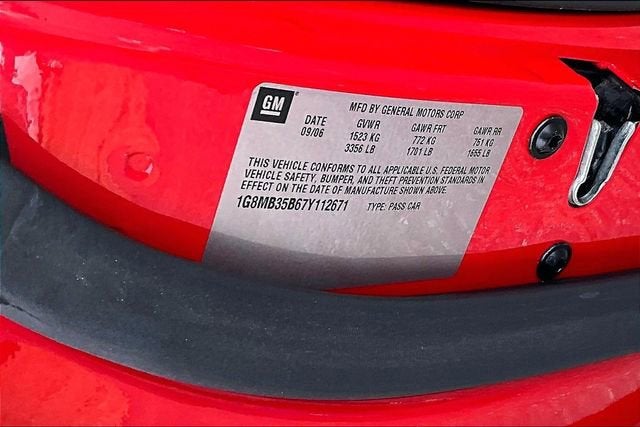 GM
MFD BY GENERAL MOTORS CORP
DATE GVWR GAWR FRT GAWR RR
09/06 1523 KG 772 KG 751 KG
3356 LB 1701 LB 1655 LB
THIS VEHICLE CONFORMS TO ALL APPLICABLE U.S. FEDERAL MOTOR
VEHICLE SAFETY, BUMPER, AND THEFT PREVENTION STANDARDS IN
EFFECT ON THE DATE OF MANUFACTURE SHOWN ABOVE.
1G8MB35B67Y112671 TYPE: PASS CAR